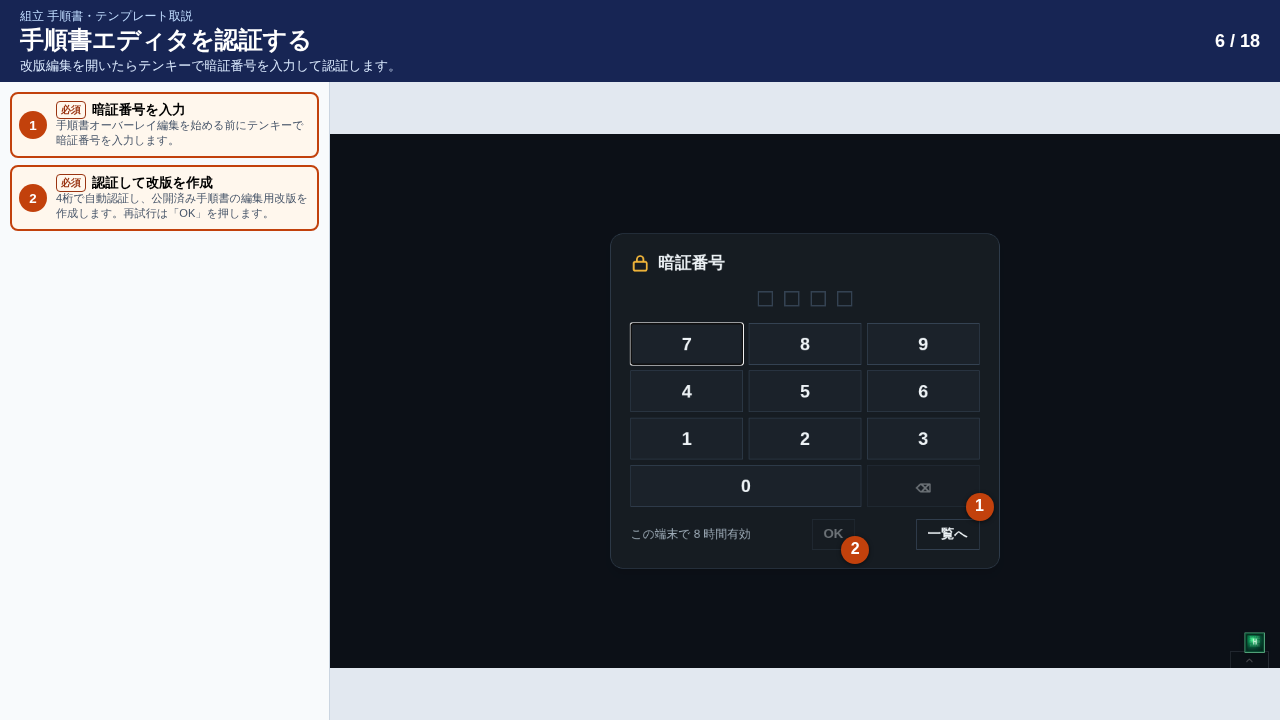 組立 手順書・テンプレート取説
手順書エディタを認証する
改版編集を開いたらテンキーで暗証番号を入力して認証します。
6 / 18
1
必須 暗証番号を入力
手順書オーバーレイ編集を始める前にテンキーで
暗証番号を入力します。
2
必須 認証して改版を作成
4桁で自動認証し、公開済み手順書の編集用改版を
作成します。再試行は「OK」を押します。
暗証番号
7 8 9
4 5 6
1 2 3
0 ⌫
1
この端末で 8 時間有効 OK 一覧へ
2